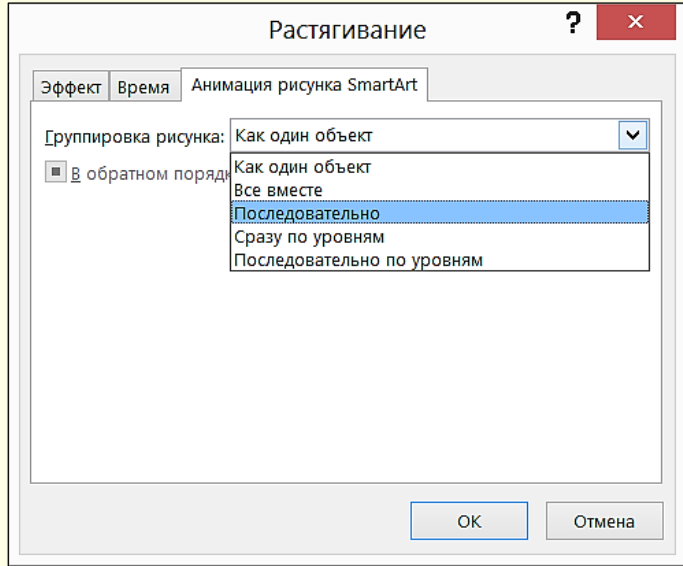 Растягивание ?
Эффект Время Анимация рисунка SmartArt
Группировка рисунка: Как один объект
Как один объект
В обратном порядк
Все вместе
Последовательно
Сразу по уровням
Последовательно по уровням
ОК Отмена